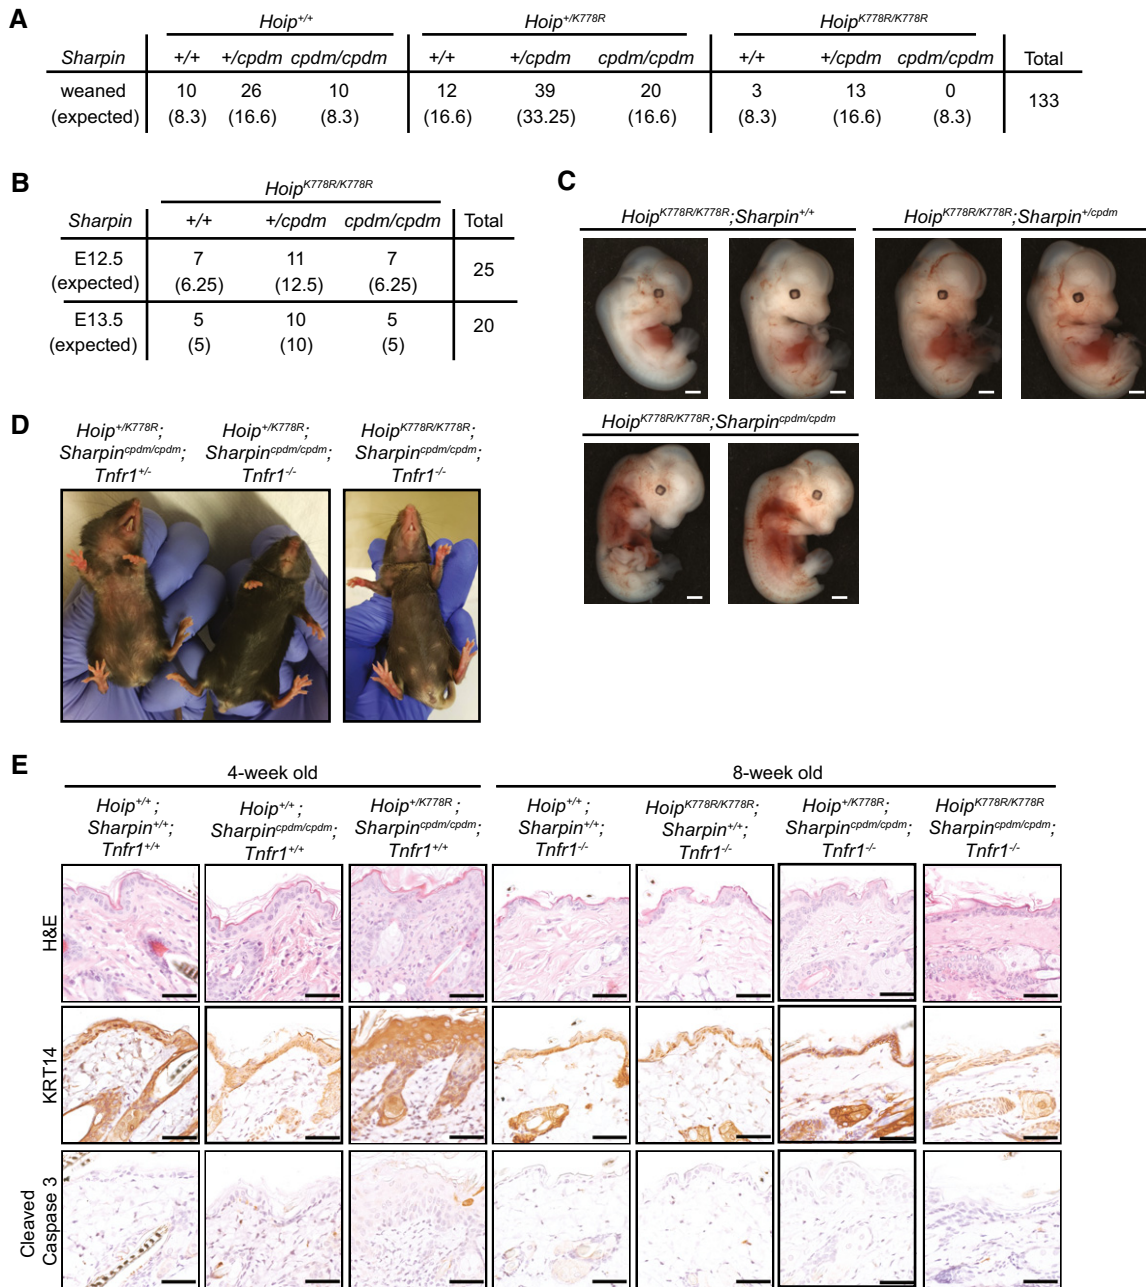 A
Hoip+/+ Hoip+/K778R HoipK778R/K778R
Sharpin +/+ +/cpdm cpdm/cpdm +/+ +/cpdm cpdm/cpdm +/+ +/cpdm cpdm/cpdm Total
weaned 10 26 10 12 39 20 3 13 0 133
(expected) (8.3) (16.6) (8.3) (16.6) (33.25) (16.6) (8.3) (16.6) (8.3)
B
HoipK778R/K778R
Sharpin +/+ +/cpdm cpdm/cpdm Total
E12.5 7 11 7 25
(expected) (6.25) (12.5) (6.25)
E13.5 5 10 5 20
(expected) (5) (10) (5)
C
HoipK778R/K778R;Sharpin+/+ HoipK778R/K778R;Sharpin+/cpdm
HoipK778R/K778R;Sharpincpdm/cpdm
D
Hoip+/K778R; Hoip+/K778R; HoipK778R/K778R;
Sharpincpdm/cpdm; Sharpincpdm/cpdm; Sharpincpdm/cpdm;
Tnfr1+/- Tnfr1-/- Tnfr1-/-
E
4-week old 8-week old
Hoip+/+ ; Hoip+/+ ; Hoip+/K778R ; Hoip+/+ ; HoipK778R/K778R; Hoip+/K778R; HoipK778R/K778R
Sharpin+/+; Sharpincpdm/cpdm; Sharpincpdm/cpdm; Sharpin+/+; Sharpin+/+; Sharpincpdm/cpdm; Sharpincpdm/cpdm;
Tnfr1+/+ Tnfr1+/+ Tnfr1+/+ Tnfr1-/- Tnfr1-/- Tnfr1-/- Tnfr1-/-
H&E
KRT14
Cleaved
Caspase 3